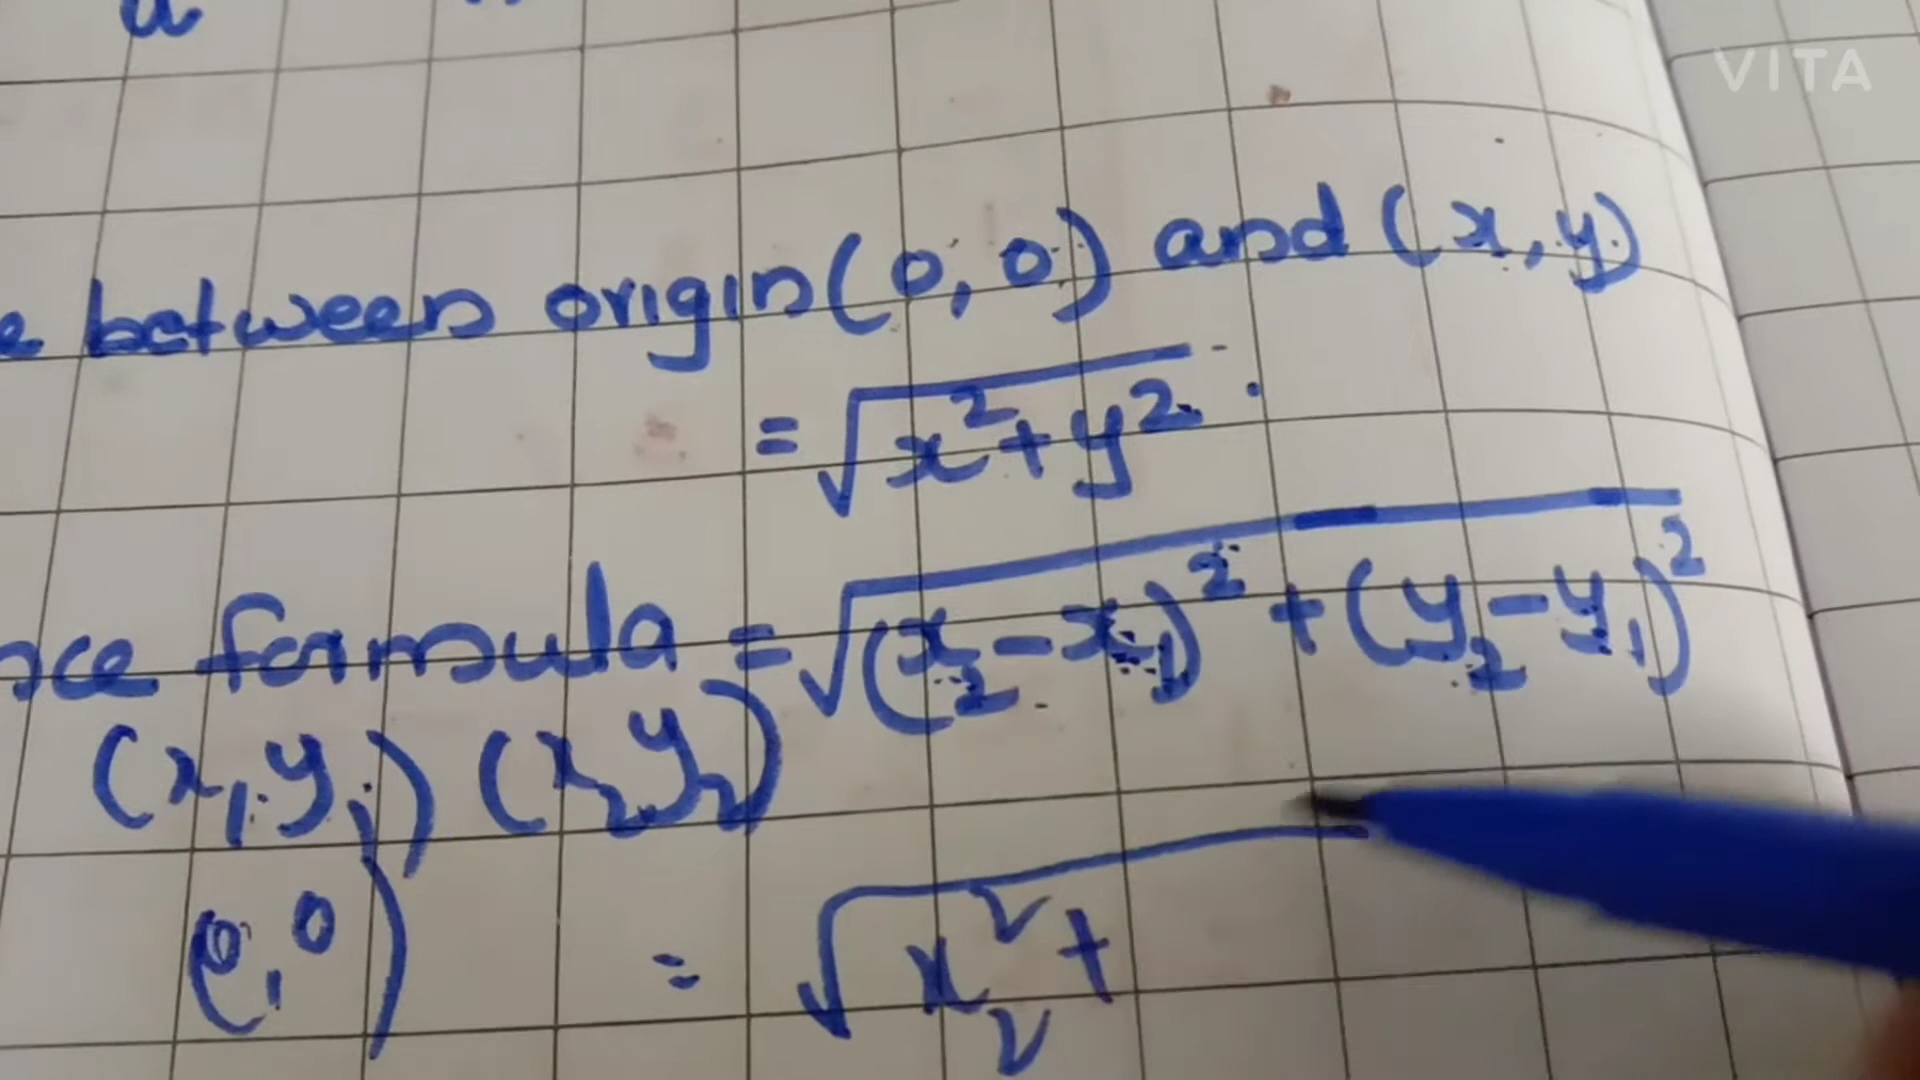 VITA
between origin (0, 0) and (x, y)
= √x²+y².
formula = √(x₂-x₁)² + (y₂-y₁)²
(x₁, y₁) (x₂, y₂)
(0, 0)
= √x₂² +